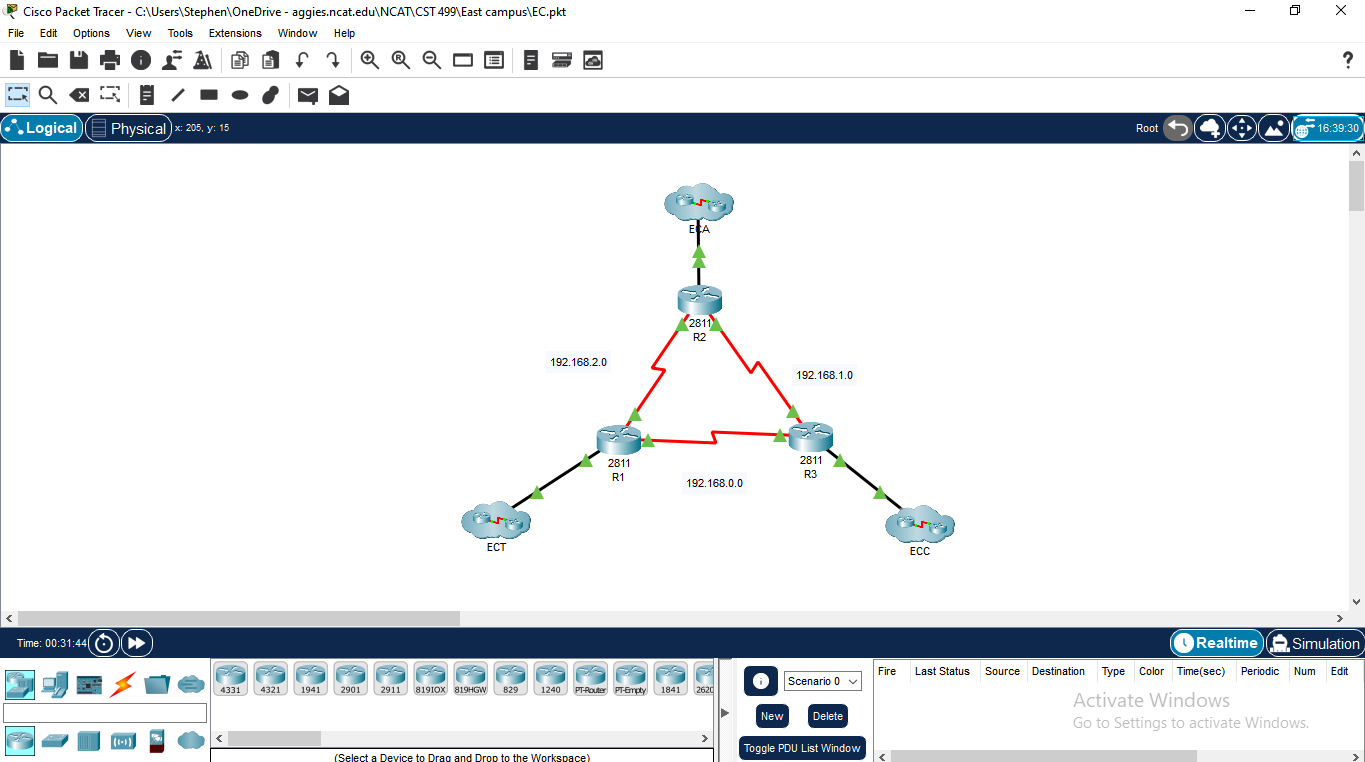 Cisco Packet Tracer - C:\Users\Stephen\OneDrive - aggies.ncat.edu\NCAT\CST 499\East campus\EC.pkt
File Edit Options View Tools Extensions Window Help
?
Logical Physical x: 205, y: 15 Root 16:39:30
ECA
2811
R2
192.168.2.0
192.168.1.0
2811
R1
2811
R3
192.168.0.0
ECT
ECC
Time: 00:31:44 Realtime Simulation
4331 4321 1941 2901 2911 819IOX 819HGW 829 1240 PT-Router PT-Empty 1841 2620
(Select a Device to Drag and Drop to the Workspace)
Scenario 0
New Delete
Toggle PDU List Window
Fire Last Status Source Destination Type Color Time(sec) Periodic Num Edit
Activate Windows
Go to Settings to activate Windows.